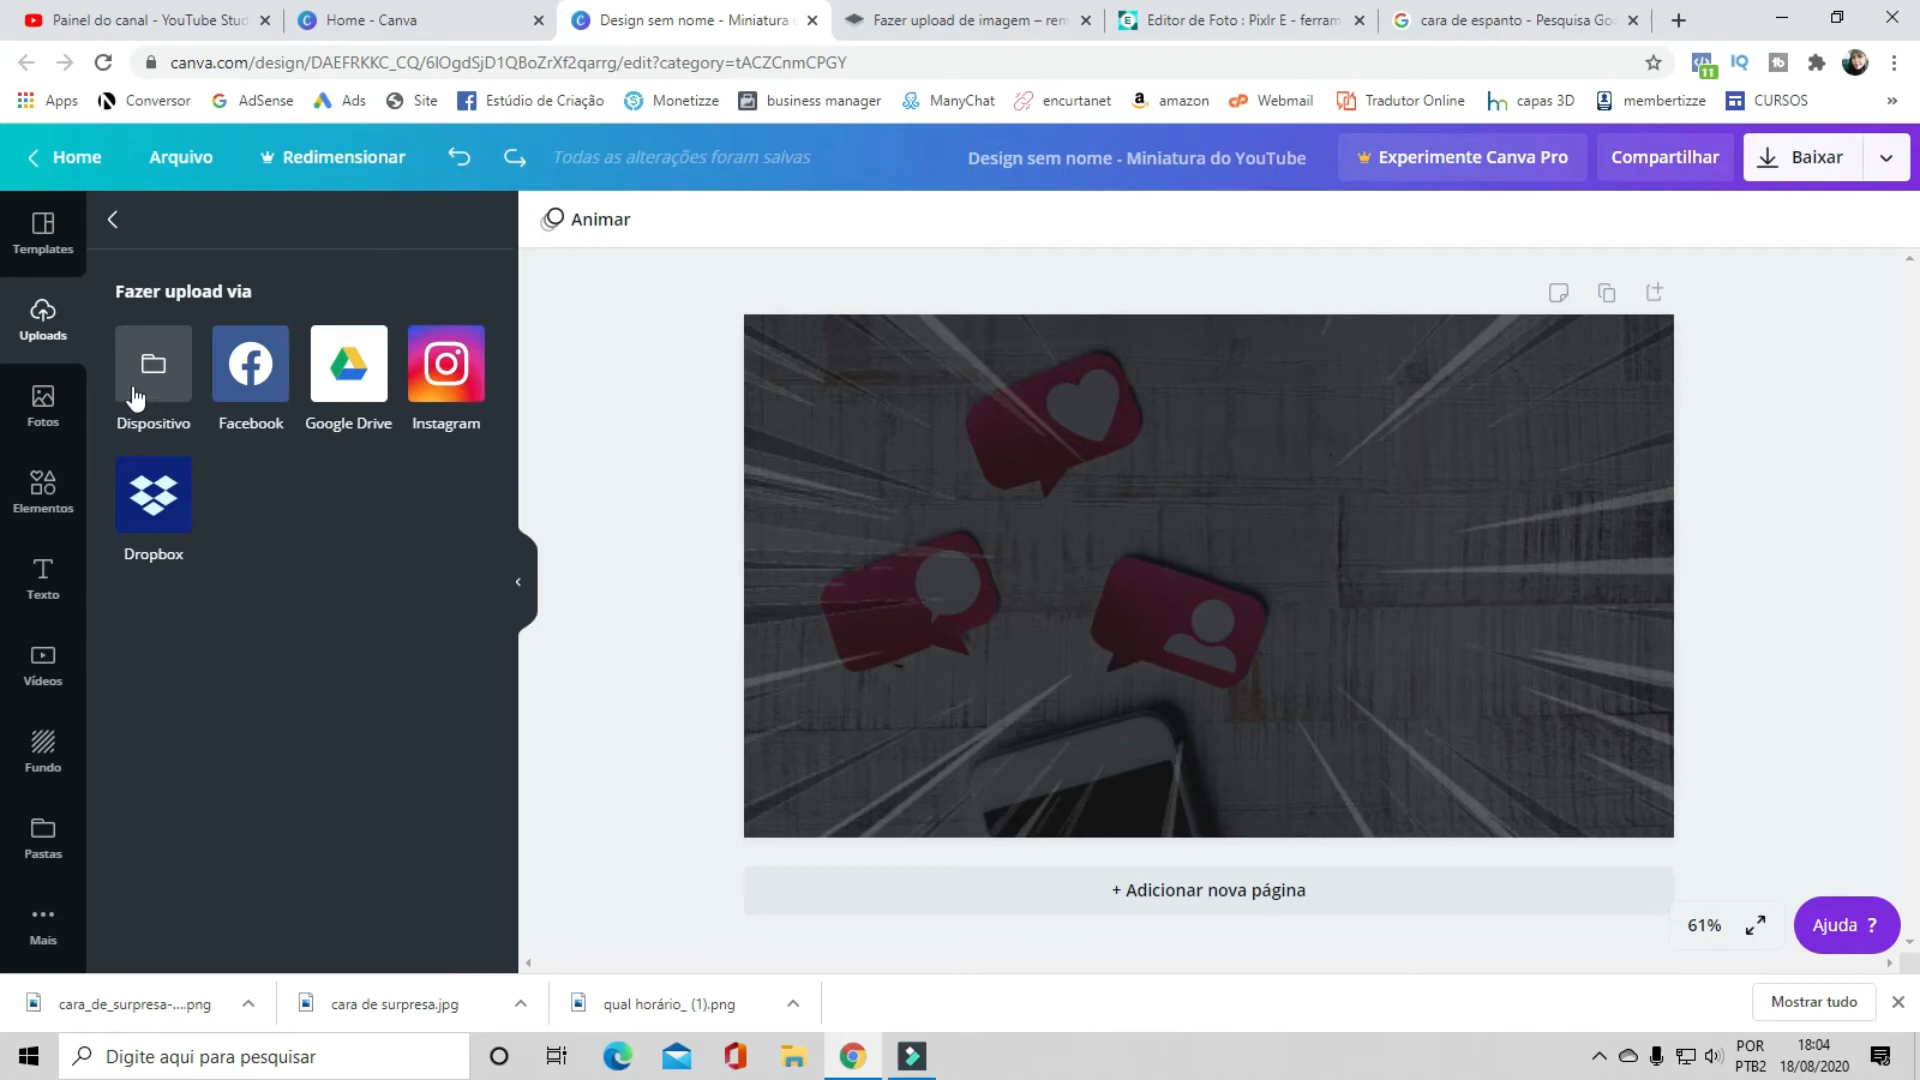 Painel do canal - YouTube Stud
Home - Canva
Design sem nome - Miniatura
Fazer upload de imagem – rem
Editor de Foto : Pixlr E - ferram
cara de espanto - Pesquisa Go
canva.com/design/DAEFRKKC_CQ/6lOgdSjD1QBoZrXf2qarrg/edit?category=tACZCnmCPGY
11
IQ
Apps
Conversor
AdSense
Ads
Site
Estúdio de Criação
Monetizze
business manager
ManyChat
encurtanet
amazon
Webmail
Tradutor Online
capas 3D
membertizze
CURSOS
Home
Arquivo
Redimensionar
Todas as alterações foram salvas
Design sem nome - Miniatura do YouTube
Experimente Canva Pro
Compartilhar
Baixar
Templates
Uploads
Fotos
Elementos
Texto
Vídeos
Fundo
Pastas
Mais
Fazer upload via
Dispositivo
Facebook
Google Drive
Instagram
Dropbox
Animar
+ Adicionar nova página
61%
Ajuda ?
cara_de_surpresa-....png
cara de surpresa.jpg
qual horário_ (1).png
Mostrar tudo
Digite aqui para pesquisar
POR
PTB2
18:04
18/08/2020